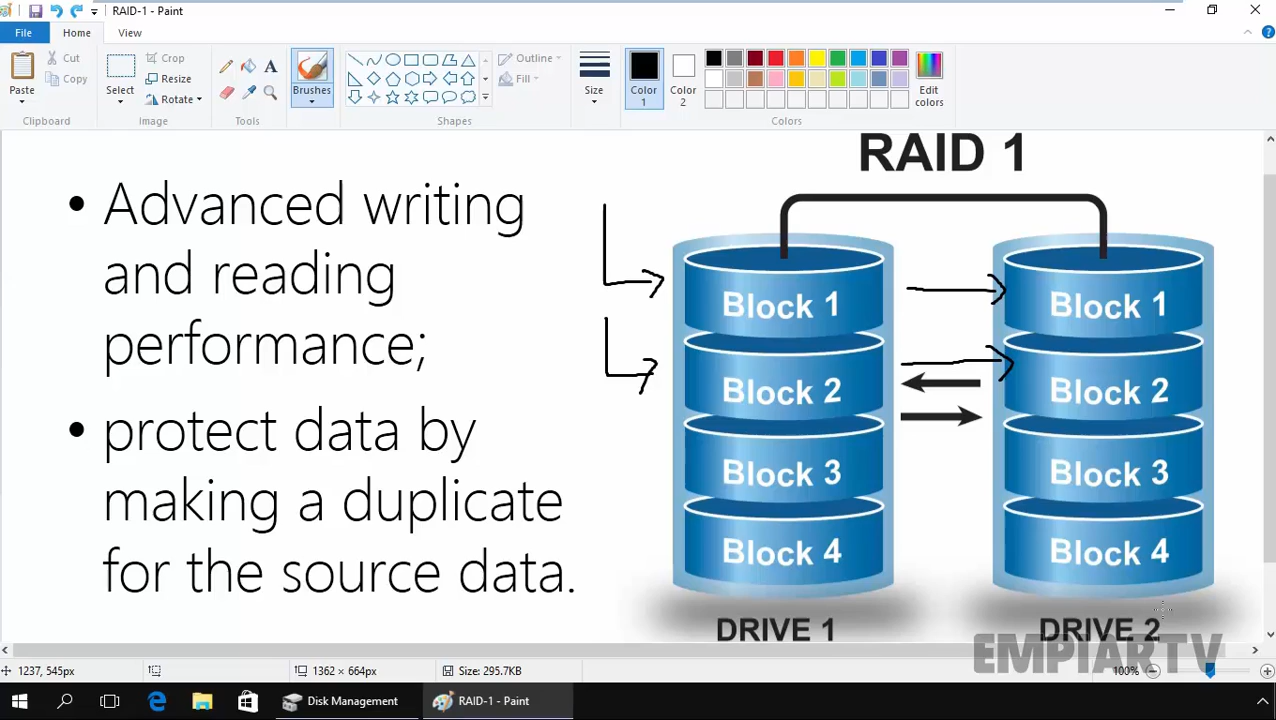 RAID-1 - Paint
File Home View
Paste
Cut
Copy
Clipboard
Select
Crop
Resize
Rotate
Image
A
Tools
Brushes
Outline
Fill
Shapes
Size
Color 1
Color 2
Edit colors
Colors
RAID 1
• Advanced writing
and reading
performance;
• protect data by
making a duplicate
for the source data.
Block 1 Block 1
Block 2 Block 2
Block 3 Block 3
Block 4 Block 4
DRIVE 1 DRIVE 2
EMPIARTV
1237, 545px 1362 × 664px Size: 295.7KB 100%
Disk Management RAID-1 - Paint